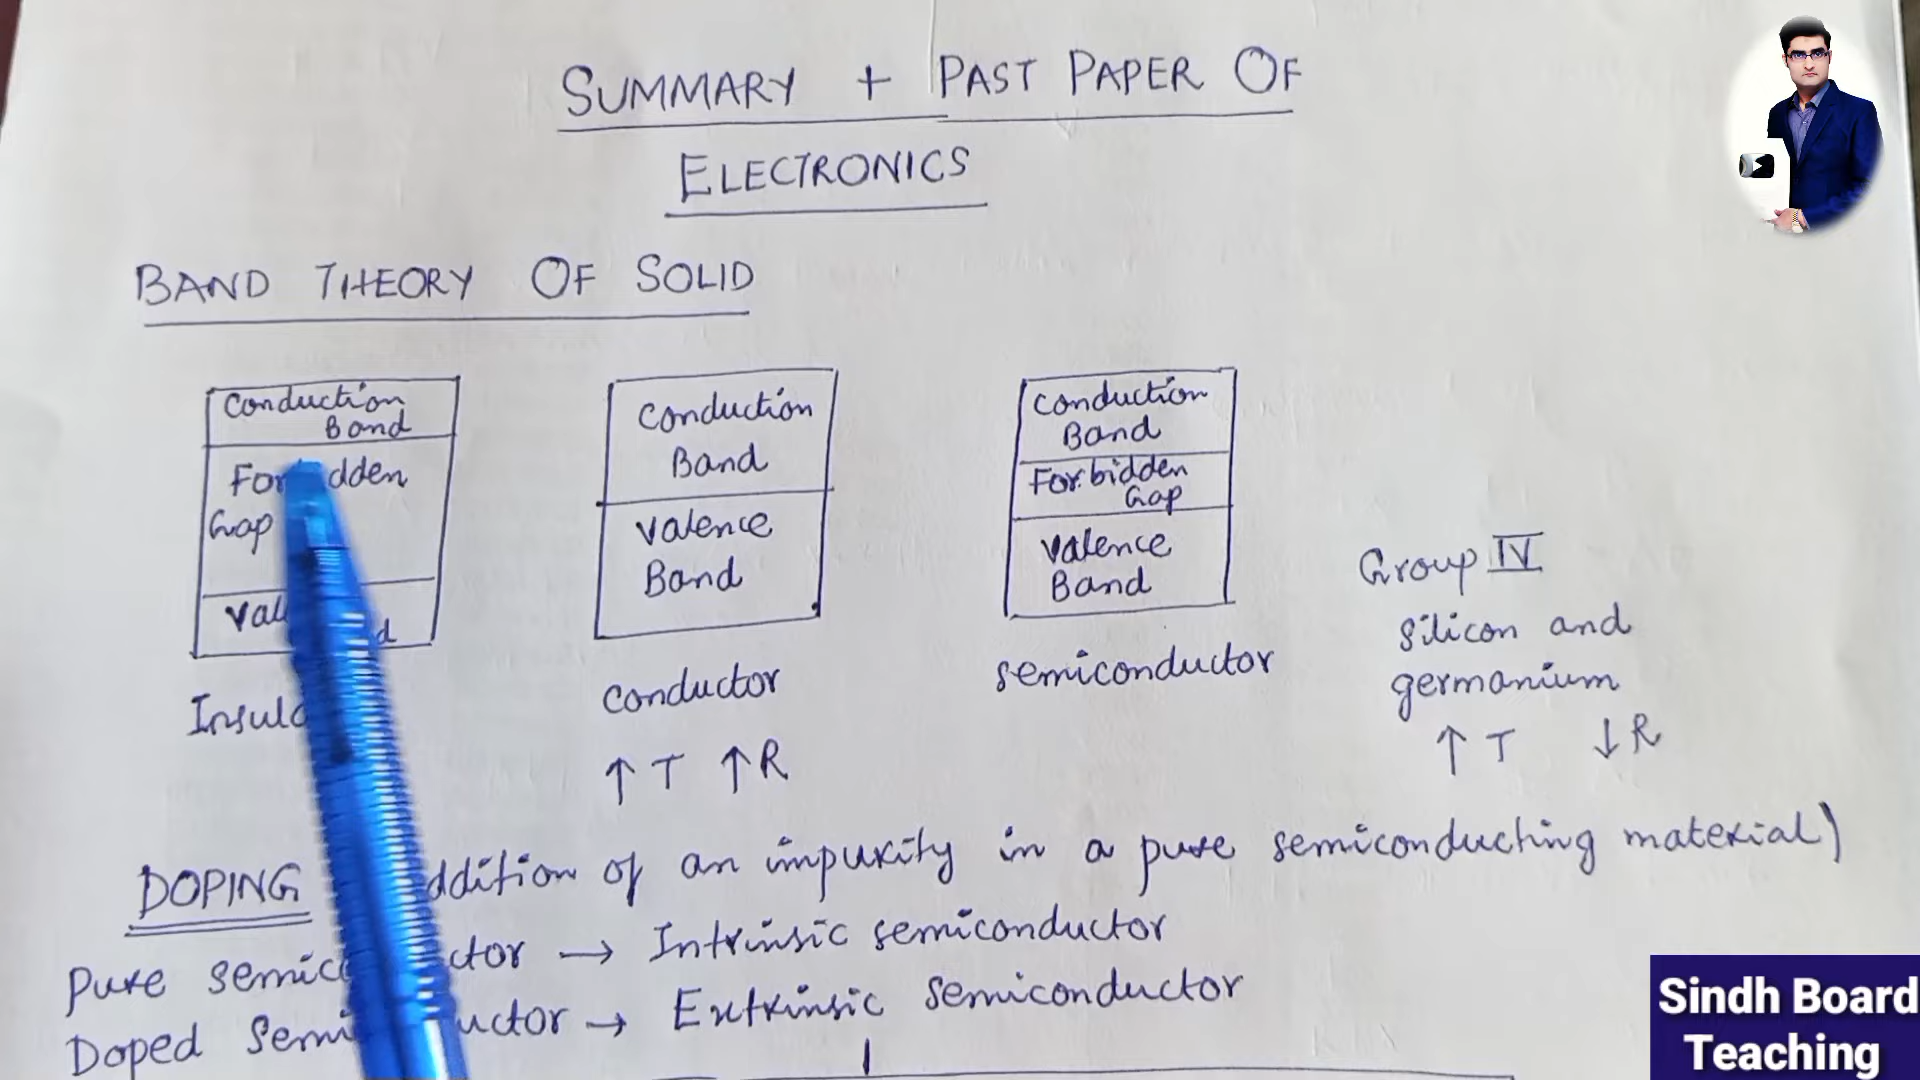 SUMMARY + PAST PAPER OF
ELECTRONICS
BAND THEORY OF SOLID
Conduction
Band
Forbidden
Gap
Conduction
Band
Valence
Band
conductor
↑ T ↑ R
Conduction
Band
Forbidden
Gap
Valence
Band
semiconductor
Group IV
silicon and
germanium
↑ T ↓ R
DOPING of an impurity in a pure semiconducting material)
Pure → Intrinsic semiconductor
Doped → Extrinsic semiconductor
Sindh Board
Teaching